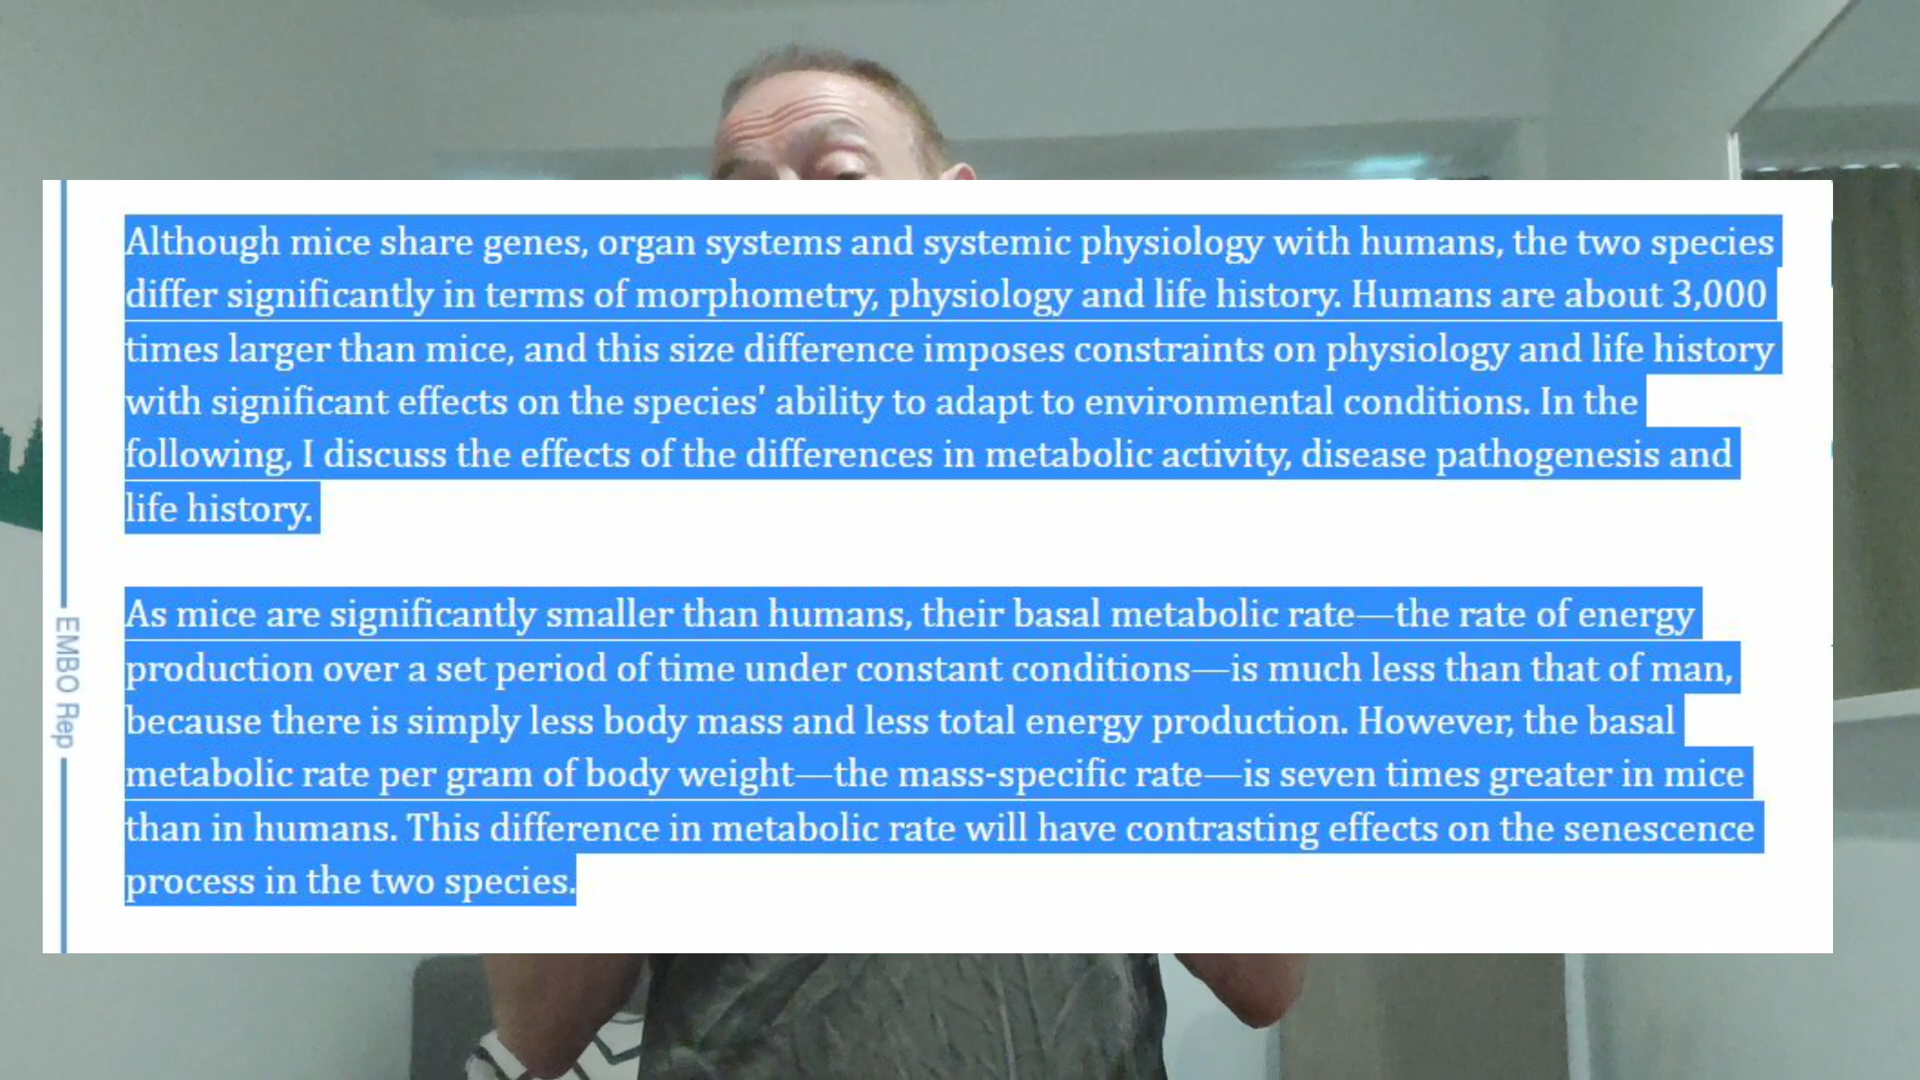 Although mice share genes, organ systems and systemic physiology with humans, the two species
differ significantly in terms of morphometry, physiology and life history. Humans are about 3,000
times larger than mice, and this size difference imposes constraints on physiology and life history
with significant effects on the species' ability to adapt to environmental conditions. In the
following, I discuss the effects of the differences in metabolic activity, disease pathogenesis and
life history.
As mice are significantly smaller than humans, their basal metabolic rate—the rate of energy
production over a set period of time under constant conditions—is much less than that of man,
because there is simply less body mass and less total energy production. However, the basal
metabolic rate per gram of body weight—the mass-specific rate—is seven times greater in mice
than in humans. This difference in metabolic rate will have contrasting effects on the senescence
process in the two species.
EMBO Rep